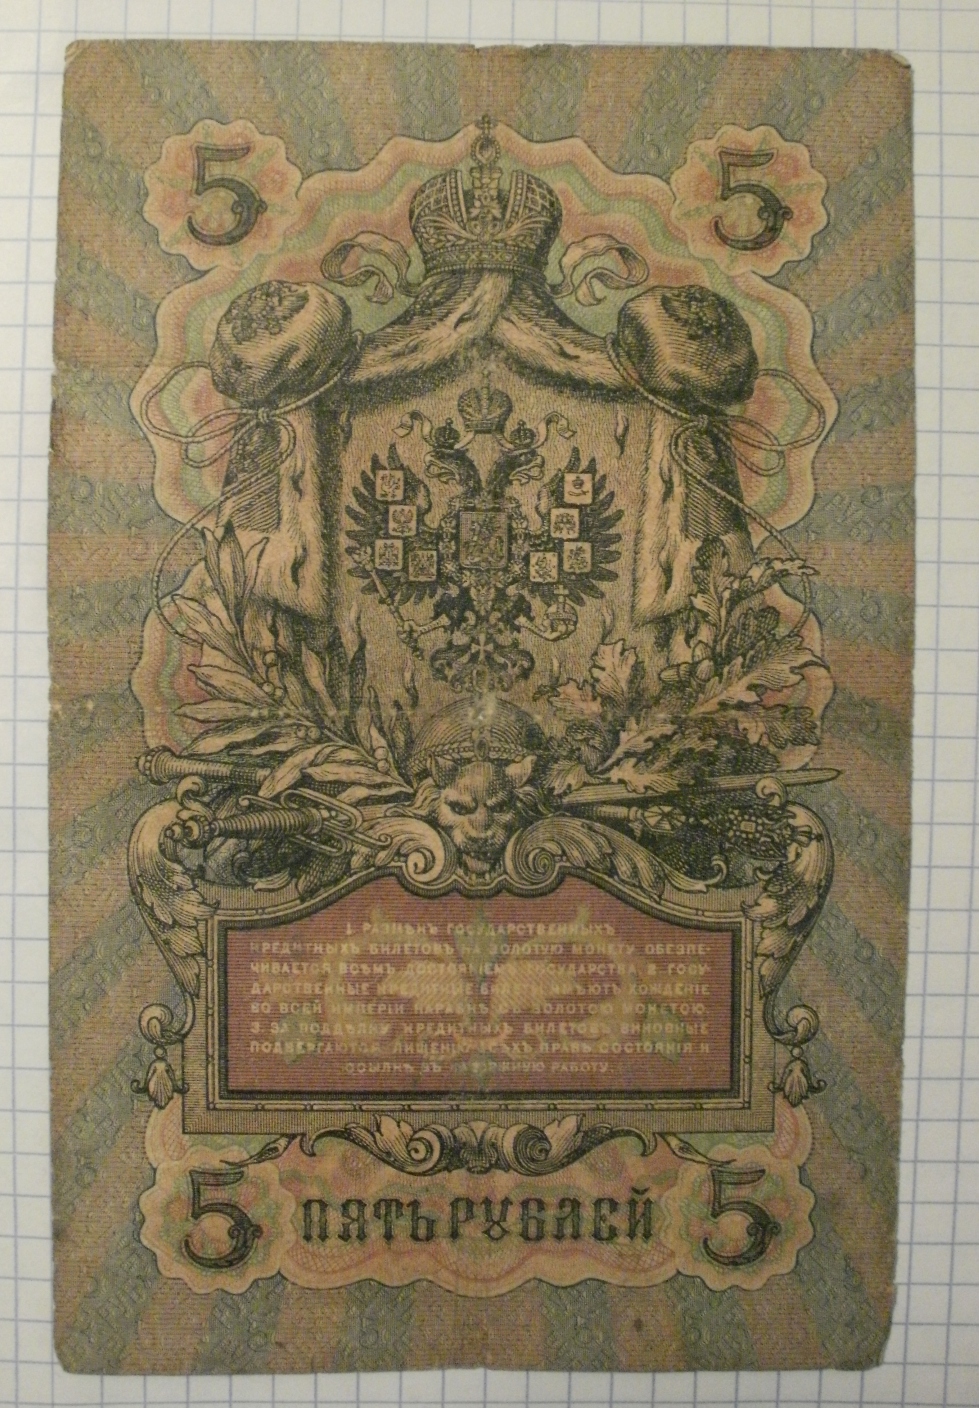 5 5
1. РАЗМѢНЪ ГОСУДАРСТВЕННЫХЪ
КРЕДИТНЫХЪ БИЛЕТОВЪ НА ЗОЛОТУЮ МОНЕТУ ОБЕЗПЕ-
ЧИВАЕТСЯ ВСѢМЪ ДОСТОЯНІЕМЪ ГОСУДАРСТВА. 2. ГОСУ-
ДАРСТВЕННЫЕ КРЕДИТНЫЕ БИЛЕТЫ ИМѢЮТЪ ХОЖДЕНІЕ
ВО ВСЕЙ ИМПЕРІИ НАРАВНѢ СЪ ЗОЛОТОЮ МОНЕТОЮ.
3. ЗА ПОДДѢЛКУ КРЕДИТНЫХЪ БИЛЕТОВЪ ВИНОВНЫЕ
ПОДВЕРГАЮТСЯ ЛИШЕНІЮ ВСѢХЪ ПРАВЪ СОСТОЯНІЯ И
ССЫЛКѢ ВЪ КАТОРЖНУЮ РАБОТУ.
5 ПЯТЬ РУБЛЕЙ 5